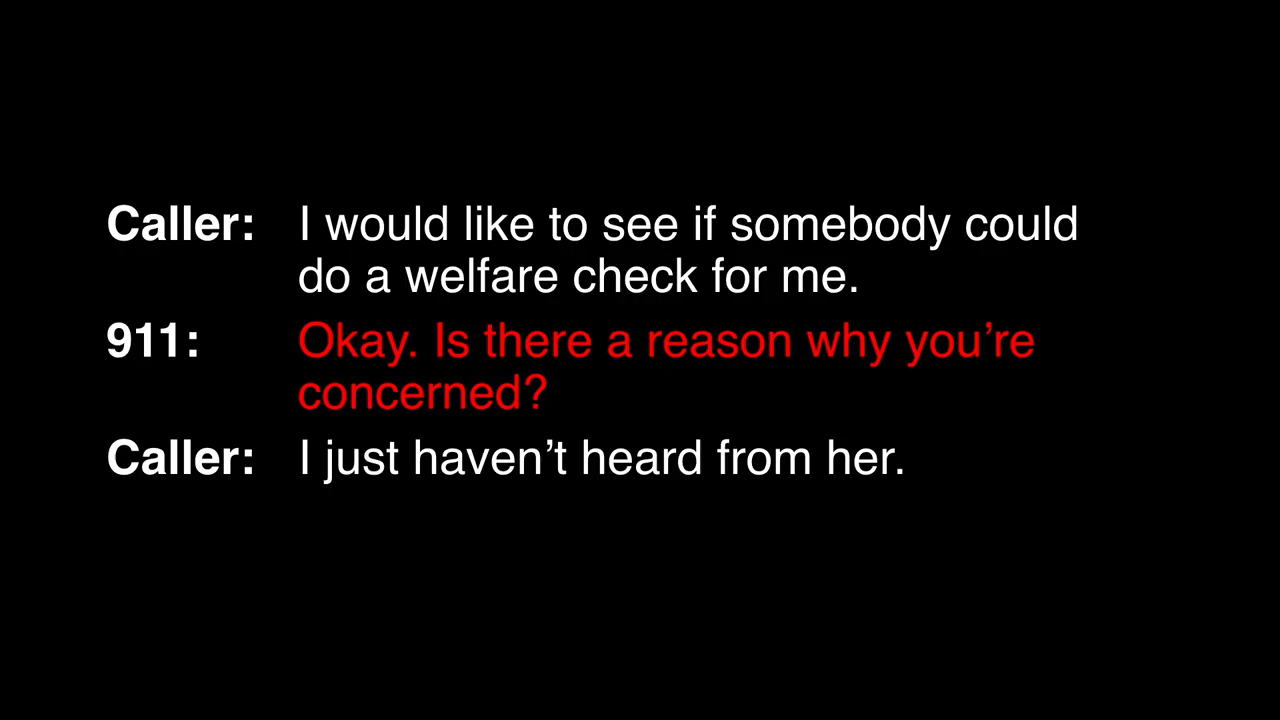 Caller: I would like to see if somebody could
do a welfare check for me.
911: Okay. Is there a reason why you’re
concerned?
Caller: I just haven’t heard from her.